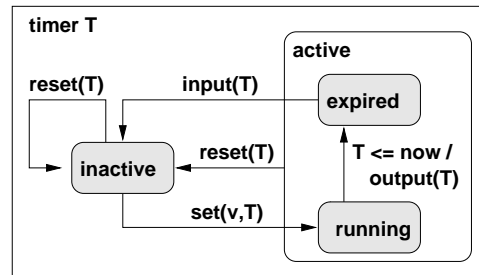 timer T
active
reset(T)
input(T)
expired
inactive
reset(T)
T <= now /
output(T)
set(v,T)
running